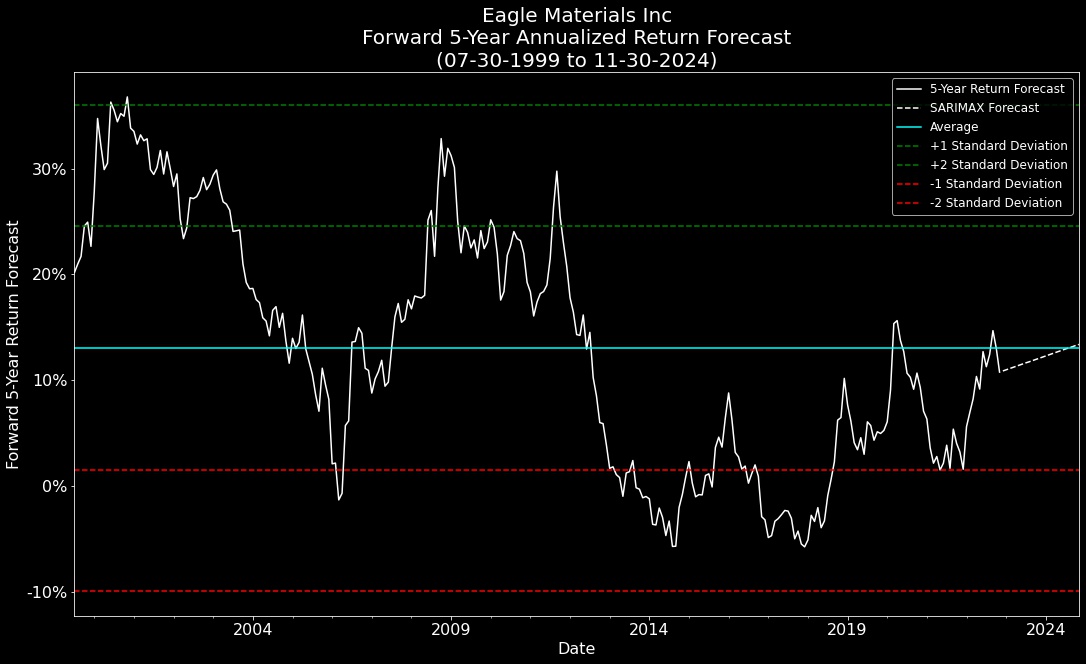 Eagle Materials Inc
Forward 5-Year Annualized Return Forecast
(07-30-1999 to 11-30-2024)
5-Year Return Forecast
SARIMAX Forecast
Average
+1 Standard Deviation
+2 Standard Deviation
-1 Standard Deviation
-2 Standard Deviation
Forward 5-Year Return Forecast
30%
20%
10%
0%
-10%
2004
2009
2014
2019
2024
Date